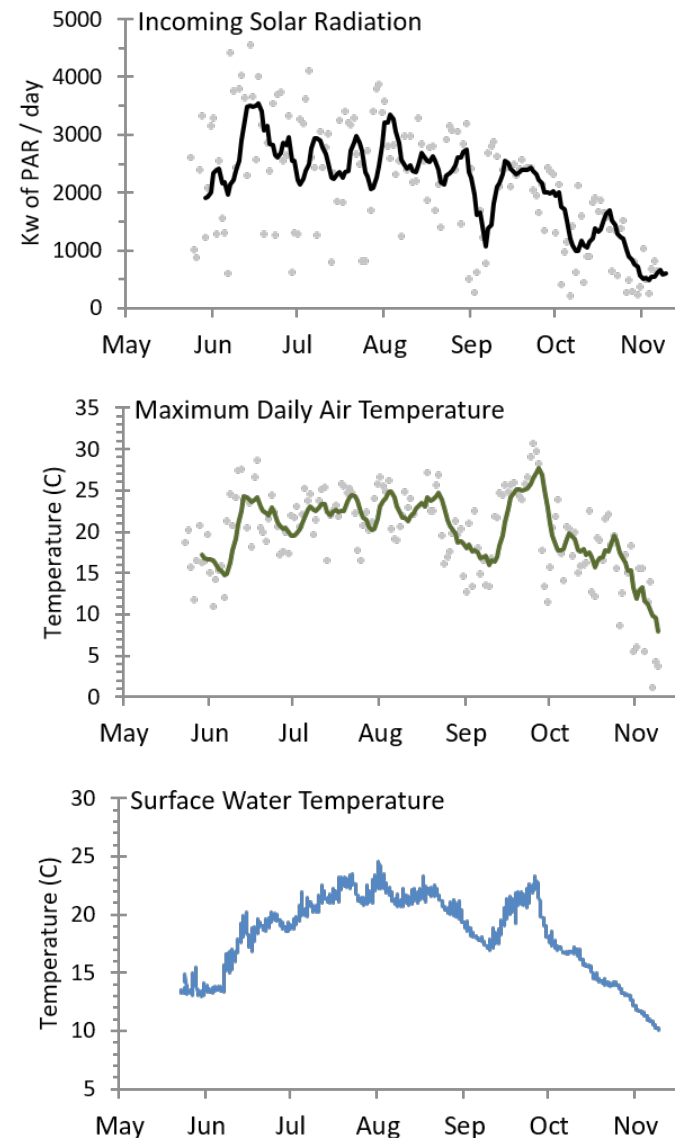 Incoming Solar Radiation
Kw of PAR / day
5000
4000
3000
2000
1000
0
May Jun Jul Aug Sep Oct Nov
Maximum Daily Air Temperature
Temperature (C)
35
30
25
20
15
10
5
0
May Jun Jul Aug Sep Oct Nov
Surface Water Temperature
Temperature (C)
30
25
20
15
10
5
May Jun Jul Aug Sep Oct Nov